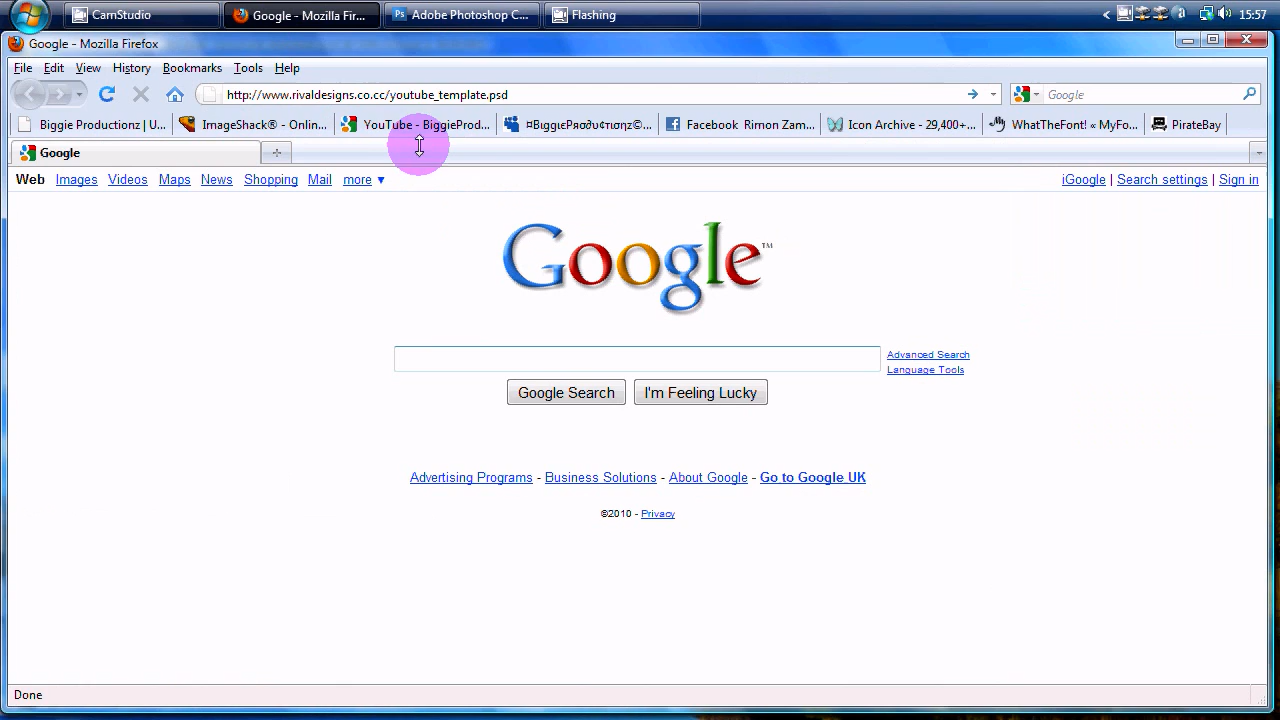 CamStudio
Google - Mozilla Fir...
Adobe Photoshop C...
Flashing
15:57
Google - Mozilla Firefox
File Edit View History Bookmarks Tools Help
http://www.rivaldesigns.co.cc/youtube_template.psd
Google
Biggie Productionz | U... ImageShack® - Onlin... YouTube - BiggieProd... ¤BιggιєPяσ∂υ¢тισηz©... Facebook Rimon Zam... Icon Archive - 29,400+... WhatTheFont! « MyFo... PirateBay
Google
Web Images Videos Maps News Shopping Mail more ▼
iGoogle | Search settings | Sign in
Google™
Advanced Search
Language Tools
Google Search I'm Feeling Lucky
Advertising Programs - Business Solutions - About Google - Go to Google UK
©2010 - Privacy
Done